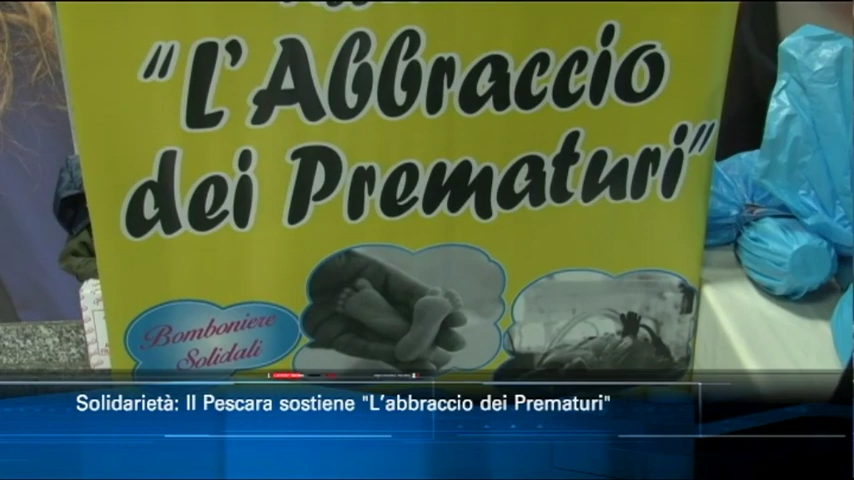 "L'Abbraccio
dei Prematuri"
Bomboniere
Solidali
Solidarietà: Il Pescara sostiene "L'abbraccio dei Prematuri"